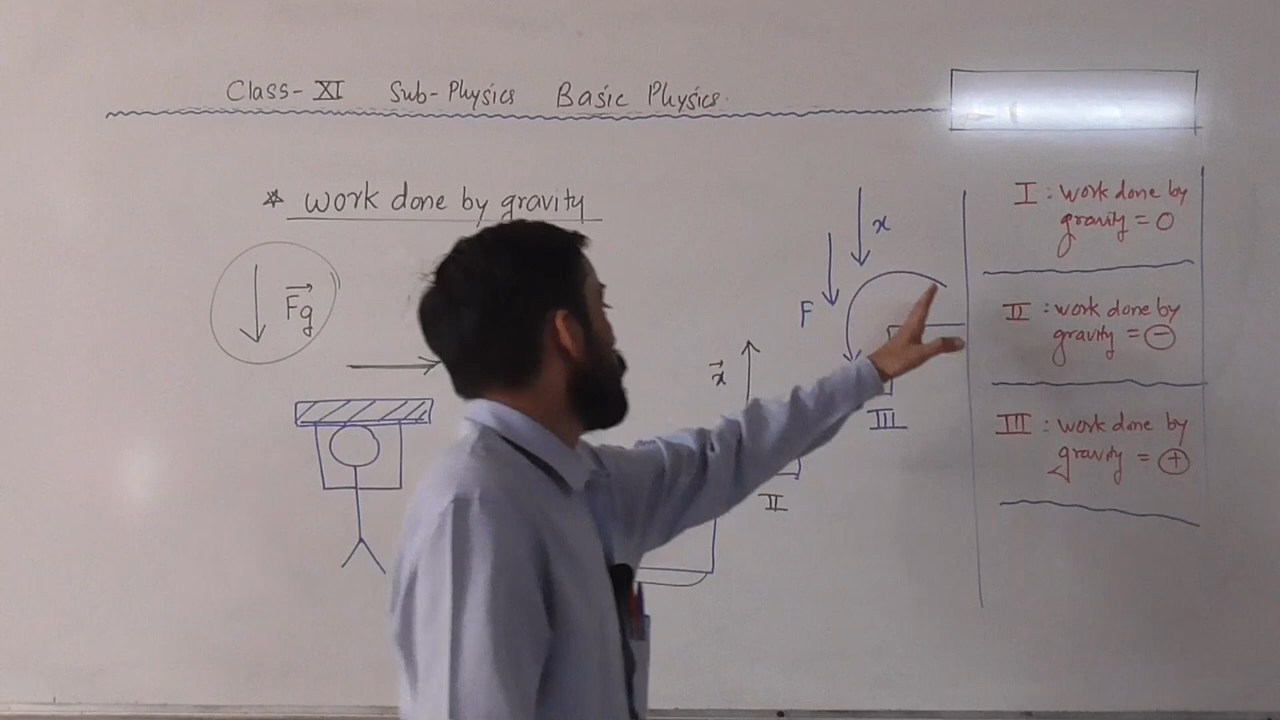 Class-XI Sub-Physics Basic Physics.
* work done by gravity
Fg
x
F
x
II
III
I : work done by
gravity = 0
II : work done by
gravity = -
III : work done by
gravity = +